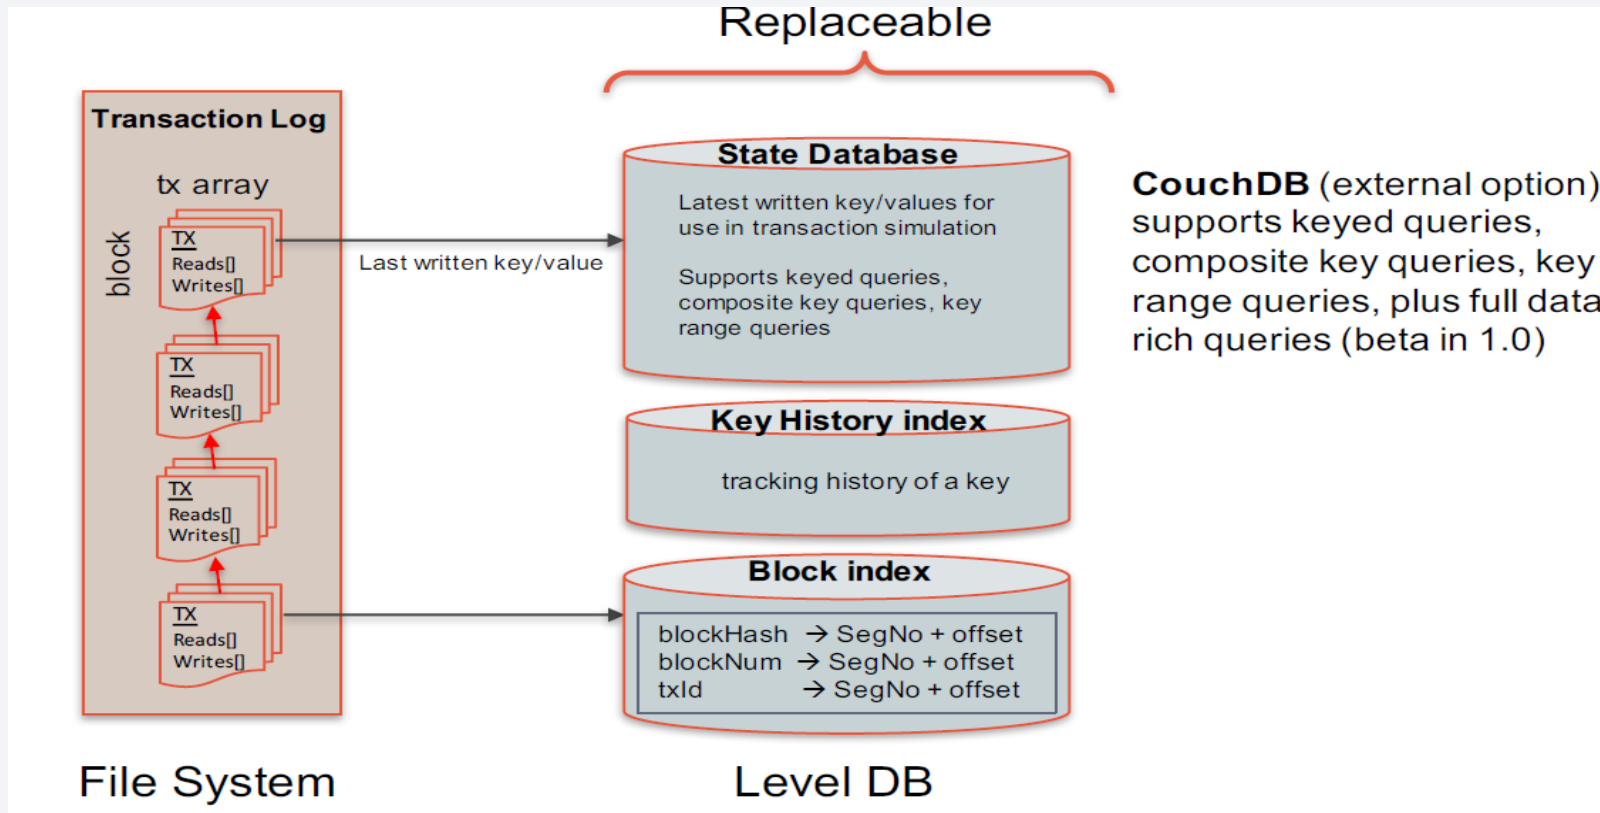 Replaceable
Transaction Log
tx array
block
TX
Reads[]
Writes[]
TX
Reads[]
Writes[]
TX
Reads[]
Writes[]
TX
Reads[]
Writes[]
Last written key/value
State Database
Latest written key/values for
use in transaction simulation
Supports keyed queries,
composite key queries, key
range queries
Key History index
tracking history of a key
Block index
blockHash → SegNo + offset
blockNum → SegNo + offset
txId → SegNo + offset
CouchDB (external option)
supports keyed queries,
composite key queries, key
range queries, plus full data
rich queries (beta in 1.0)
File System
Level DB